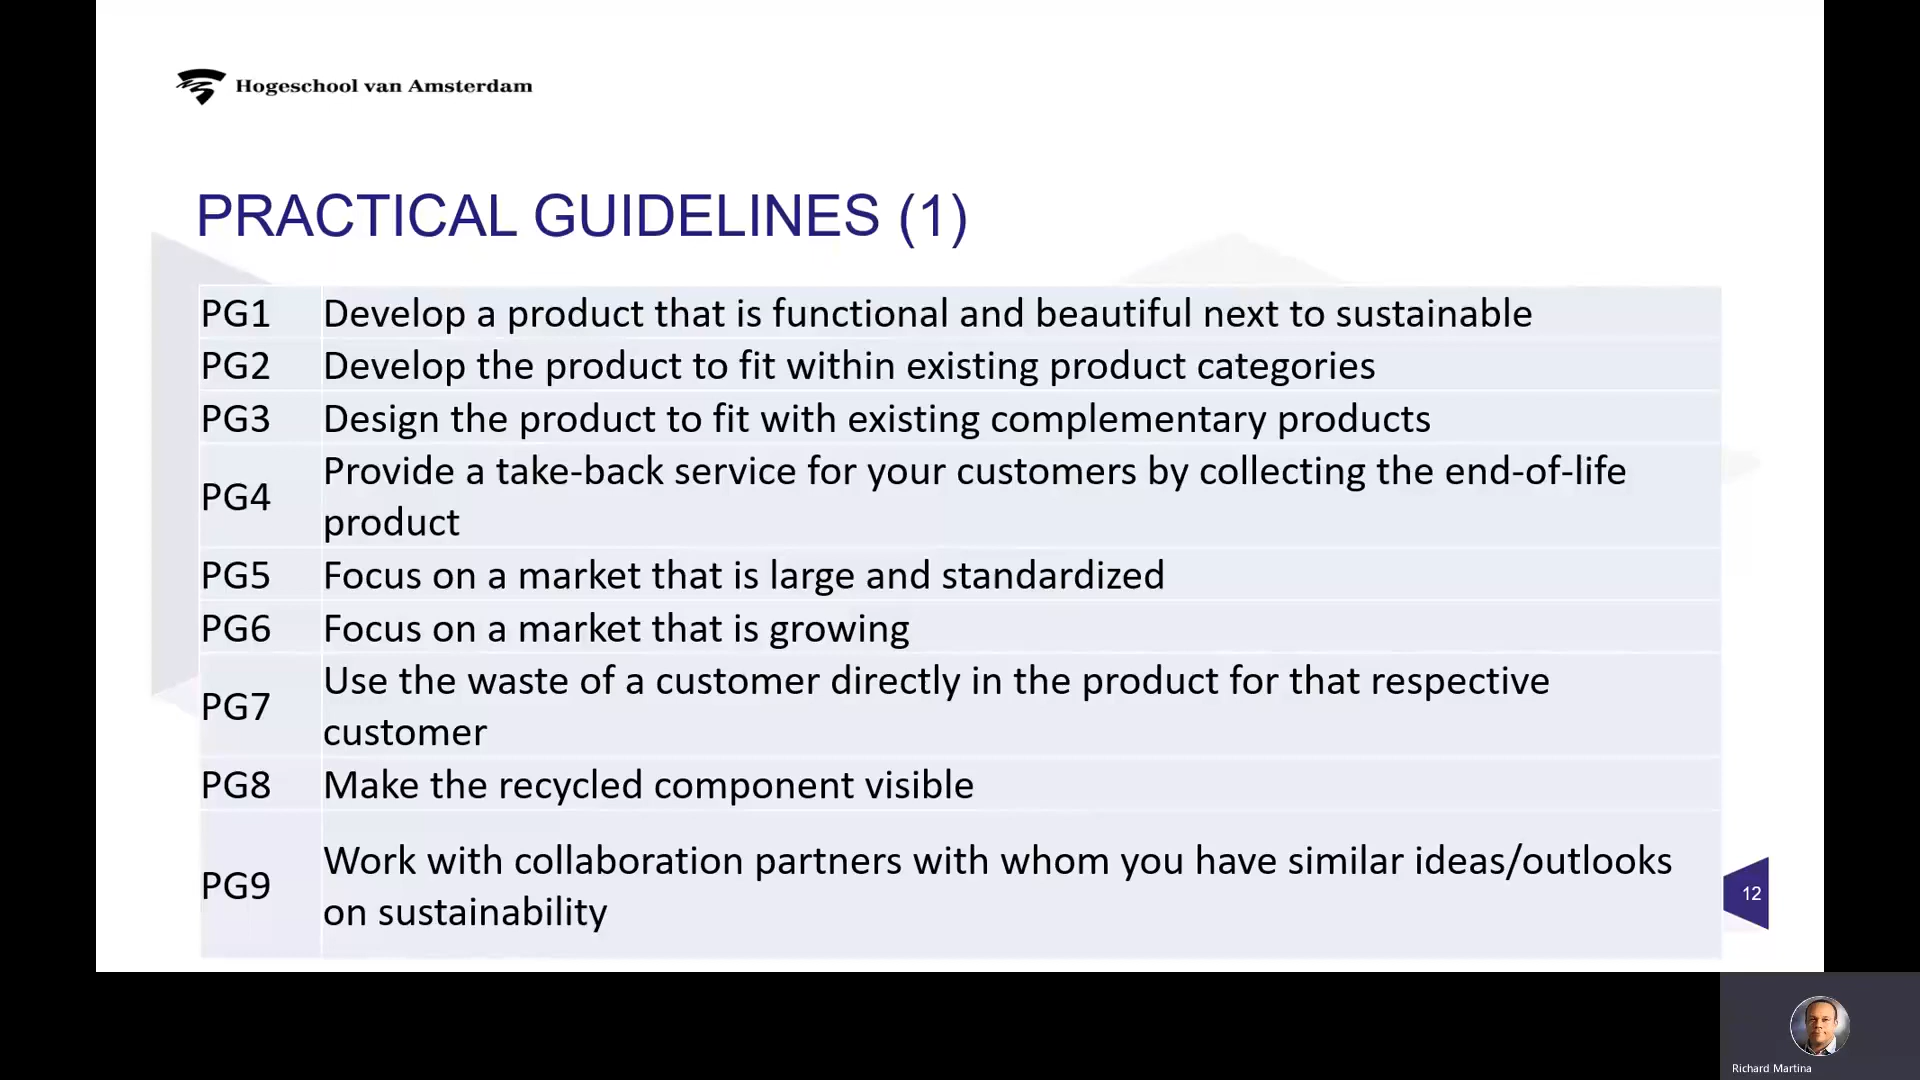 Hogeschool van Amsterdam
PRACTICAL GUIDELINES (1)
PG1 Develop a product that is functional and beautiful next to sustainable
PG2 Develop the product to fit within existing product categories
PG3 Design the product to fit with existing complementary products
PG4 Provide a take-back service for your customers by collecting the end-of-life
product
PG5 Focus on a market that is large and standardized
PG6 Focus on a market that is growing
PG7 Use the waste of a customer directly in the product for that respective
customer
PG8 Make the recycled component visible
PG9 Work with collaboration partners with whom you have similar ideas/outlooks
on sustainability
12
Richard Martina